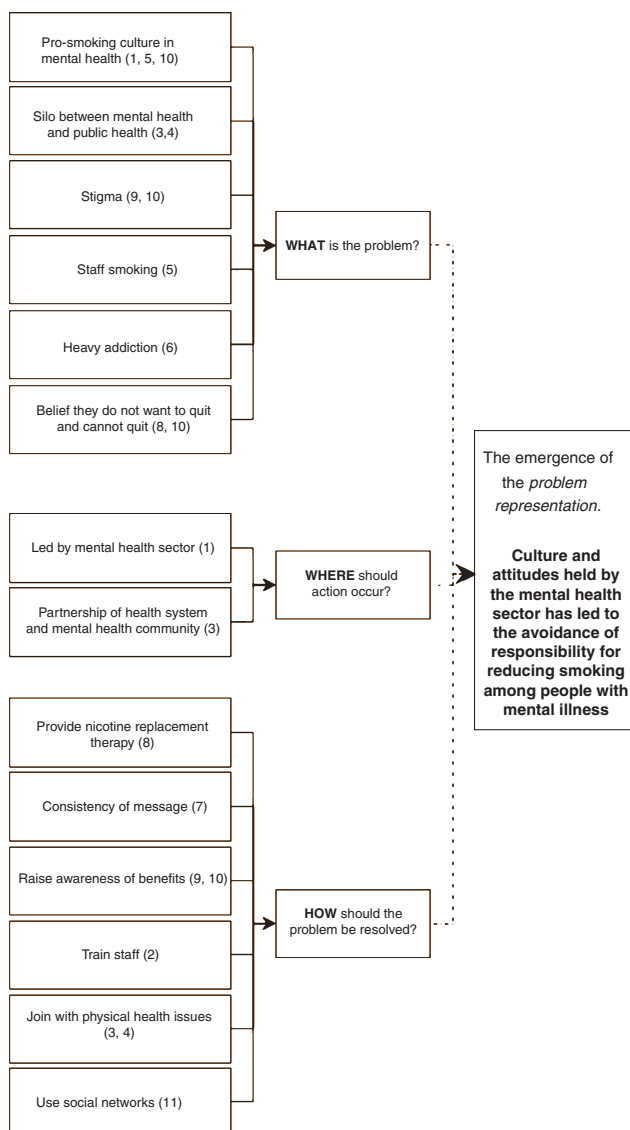 Pro-smoking culture in
mental health (1, 5, 10)
Silo between mental health
and public health (3,4)
Stigma (9, 10)
Staff smoking (5)
Heavy addiction (6)
Belief they do not want to quit
and cannot quit (8, 10)
WHAT is the problem?
Led by mental health sector (1)
Partnership of health system
and mental health community (3)
WHERE should
action occur?
Provide nicotine replacement
therapy (8)
Consistency of message (7)
Raise awareness of benefits (9, 10)
Train staff (2)
Join with physical health issues
(3, 4)
Use social networks (11)
HOW should the
problem be resolved?
The emergence of
the problem
representation.
Culture and
attitudes held by
the mental health
sector has led to
the avoidance of
responsibility for
reducing smoking
among people with
mental illness